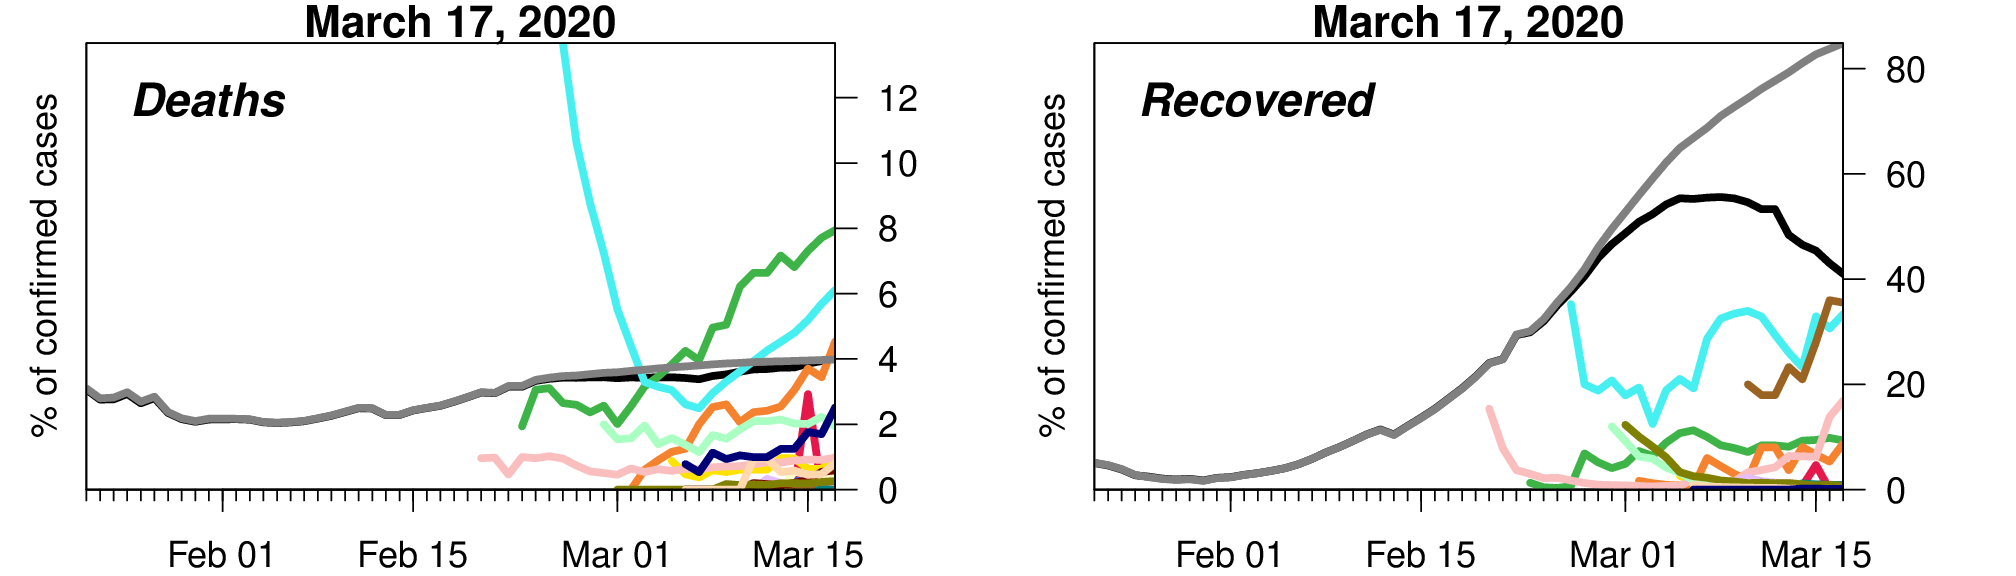 March 17, 2020
Deaths
% of confirmed cases
12
10
8
6
4
2
0
Feb 01 Feb 15 Mar 01 Mar 15
March 17, 2020
Recovered
% of confirmed cases
80
60
40
20
0
Feb 01 Feb 15 Mar 01 Mar 15